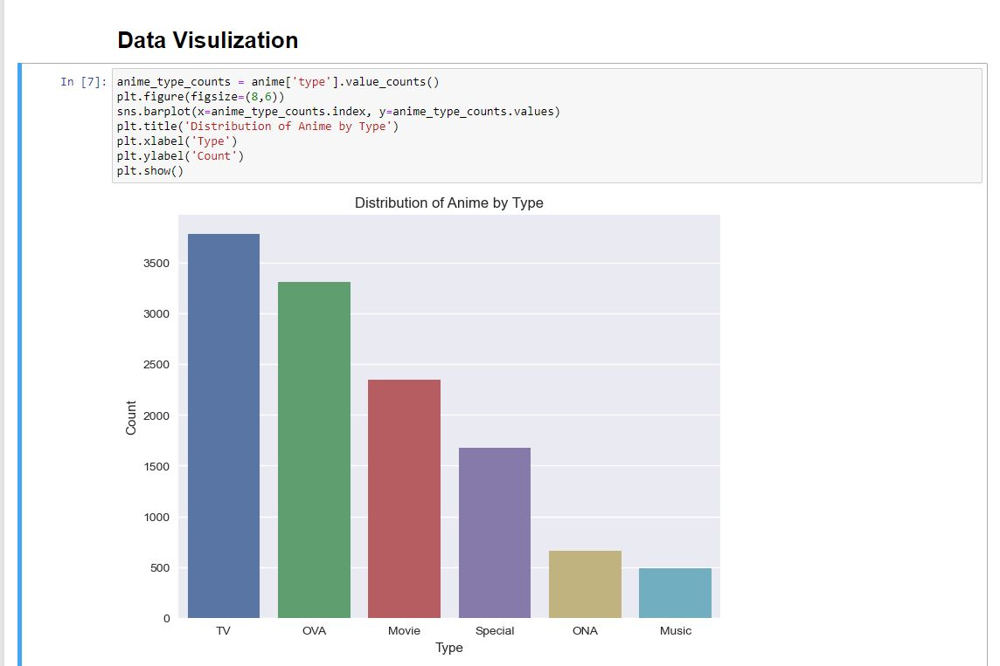 Data Visulization
In [7]: anime_type_counts = anime['type'].value_counts()
plt.figure(figsize=(8,6))
sns.barplot(x=anime_type_counts.index, y=anime_type_counts.values)
plt.title('Distribution of Anime by Type')
plt.xlabel('Type')
plt.ylabel('Count')
plt.show()
Distribution of Anime by Type
3500
3000
2500
2000
1500
1000
500
0
Count
TV OVA Movie Special ONA Music
Type